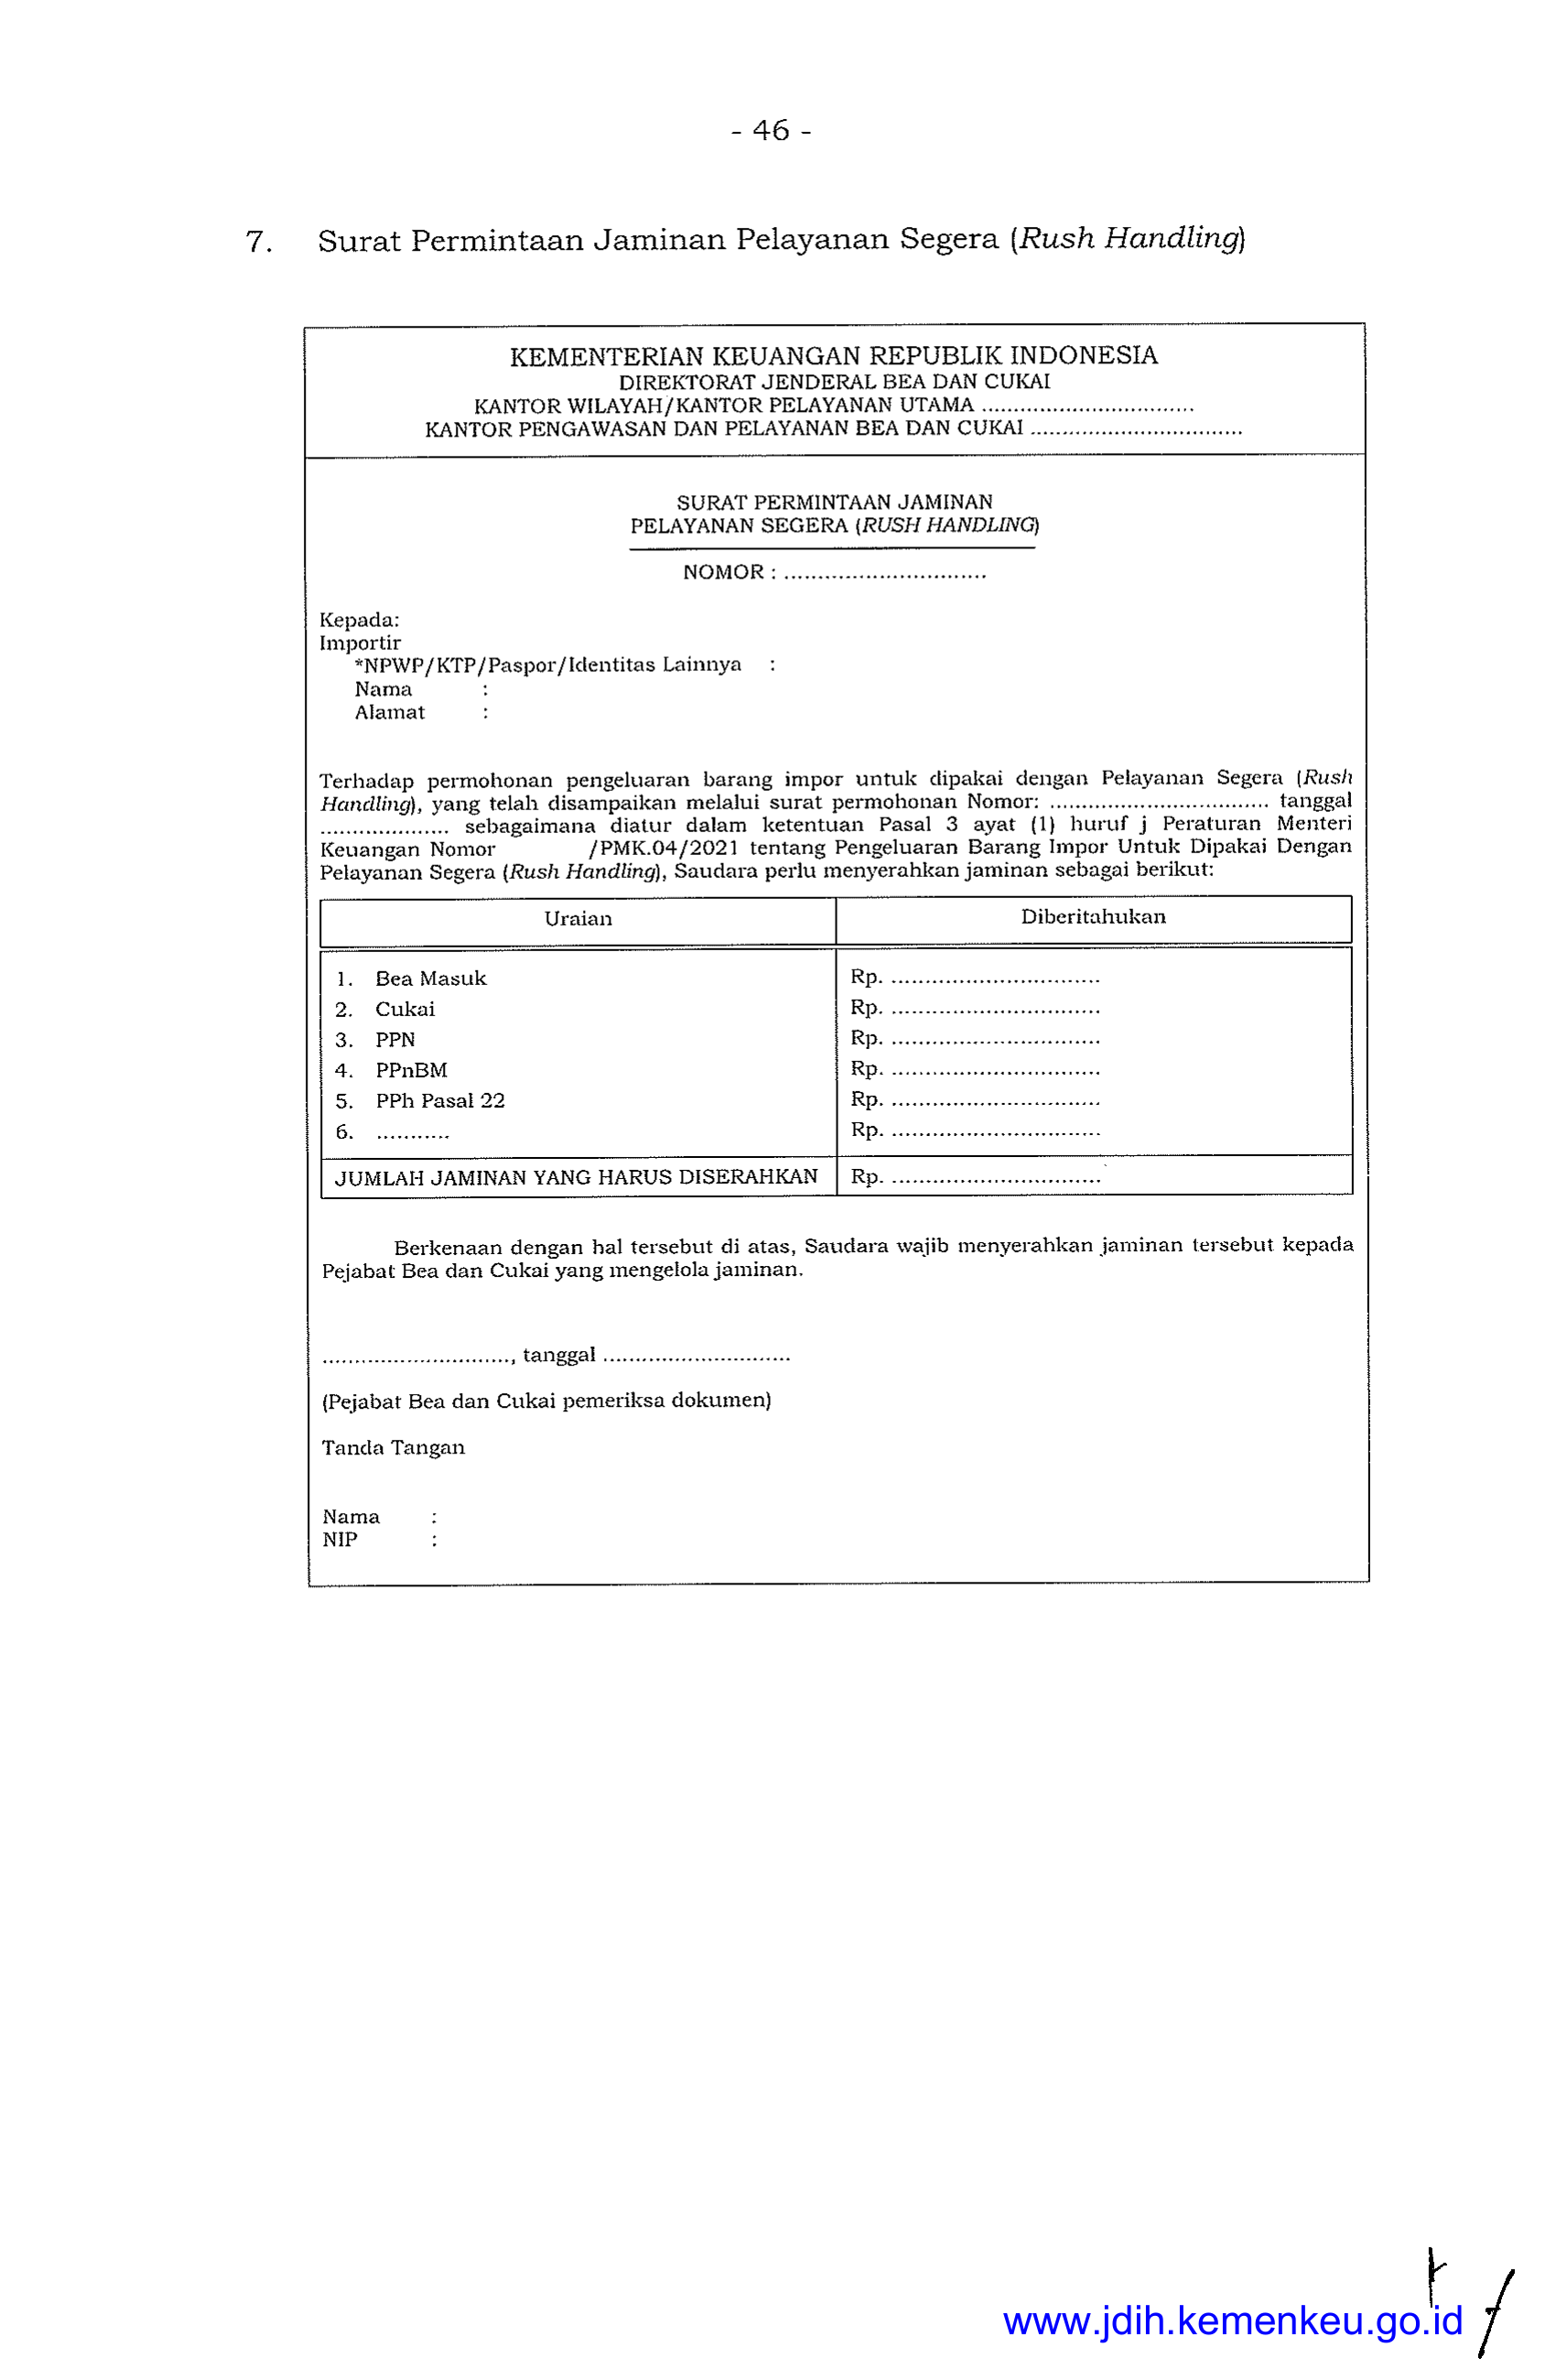 - 46 -
7. Surat Permintaan Jaminan Pelayanan Segera (Rush Handling)
KEMENTERIAN KEUANGAN REPUBLIK INDONESIA
DIREKTORAT JENDERAL BEA DAN CUKAI
KANTOR WILAYAH/KANTOR PELAYANAN UTAMA .................................
KANTOR PENGAWASAN DAN PELAYANAN BEA DAN CUKAI .................................
SURAT PERMINTAAN JAMINAN
PELAYANAN SEGERA (RUSH HANDLING)
NOMOR : ..............................
Kepada:
Importir
*NPWP/KTP/Paspor/Identitas Lainnya :
Nama :
Alamat :
Terhadap permohonan pengeluaran barang impor untuk dipakai dengan Pelayanan Segera (Rush
Handling), yang telah disampaikan melalui surat permohonan Nomor: .................................. tanggal
.................... sebagaimana diatur dalam ketentuan Pasal 3 ayat (1) huruf j Peraturan Menteri
Keuangan Nomor /PMK.04/2021 tentang Pengeluaran Barang Impor Untuk Dipakai Dengan
Pelayanan Segera (Rush Handling), Saudara perlu menyerahkan jaminan sebagai berikut:
Uraian Diberitahukan
1. Bea Masuk Rp. ...............................
2. Cukai Rp. ...............................
3. PPN Rp. ...............................
4. PPnBM Rp. ...............................
5. PPh Pasal 22 Rp. ...............................
6. ........... Rp. ...............................
JUMLAH JAMINAN YANG HARUS DISERAHKAN Rp. ...............................
Berkenaan dengan hal tersebut di atas, Saudara wajib menyerahkan jaminan tersebut kepada
Pejabat Bea dan Cukai yang mengelola jaminan.
............................., tanggal .............................
(Pejabat Bea dan Cukai pemeriksa dokumen)
Tanda Tangan
Nama :
NIP :
www.jdih.kemenkeu.go.id